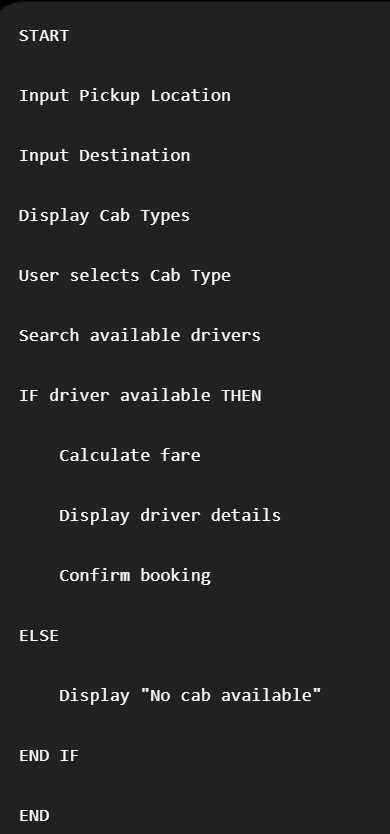 START
Input Pickup Location
Input Destination
Display Cab Types
User selects Cab Type
Search available drivers
IF driver available THEN
    Calculate fare
    Display driver details
    Confirm booking
ELSE
    Display "No cab available"
END IF
END